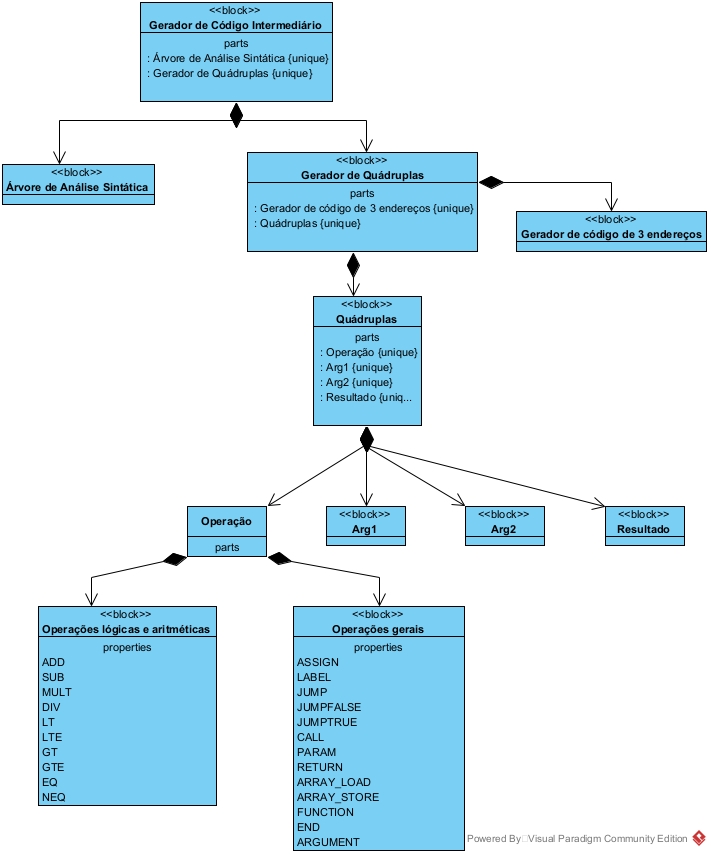 <<block>>
Gerador de Código Intermediário
parts
: Árvore de Análise Sintática {unique}
: Gerador de Quádruplas {unique}
<<block>>
Árvore de Análise Sintática
<<block>>
Gerador de Quádruplas
parts
: Gerador de código de 3 endereços {unique}
: Quádruplas {unique}
<<block>>
Gerador de código de 3 endereços
<<block>>
Quádruplas
parts
: Operação {unique}
: Arg1 {unique}
: Arg2 {unique}
: Resultado {uniq...
Operação
parts
<<block>>
Arg1
<<block>>
Arg2
<<block>>
Resultado
<<block>>
Operações lógicas e aritméticas
properties
ADD
SUB
MULT
DIV
LT
LTE
GT
GTE
EQ
NEQ
<<block>>
Operações gerais
properties
ASSIGN
LABEL
JUMP
JUMPFALSE
JUMPTRUE
CALL
PARAM
RETURN
ARRAY_LOAD
ARRAY_STORE
FUNCTION
END
ARGUMENT
Powered By Visual Paradigm Community Edition